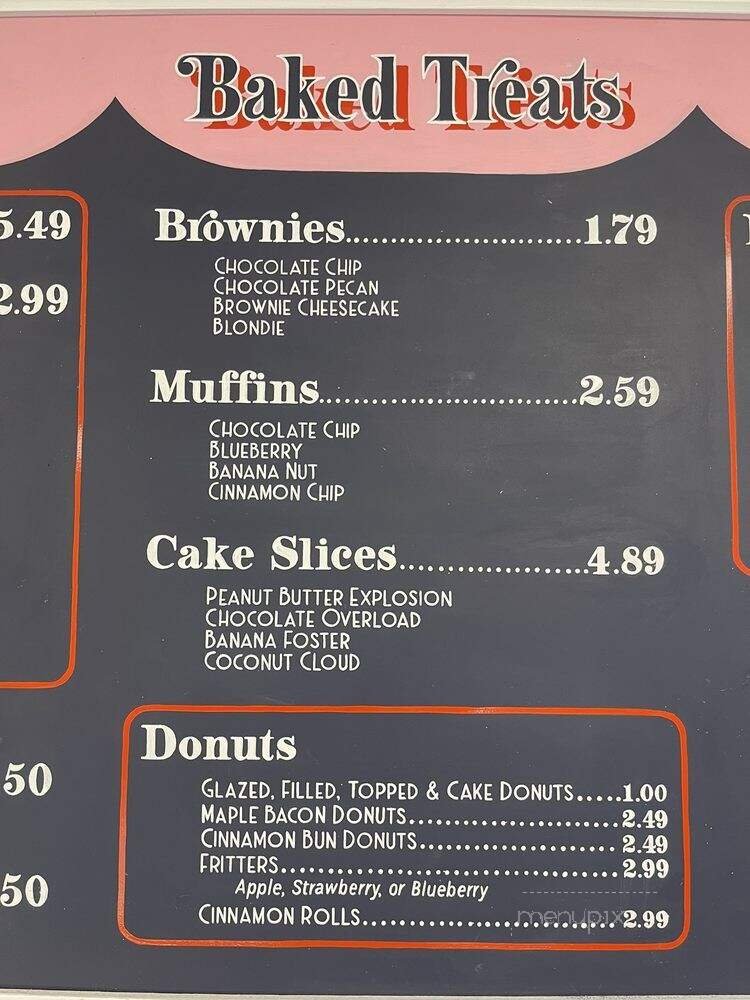 Baked Treats
5.49
2.99
.50
.50
Brownies..............................1.79
Chocolate Chip
Chocolate Pecan
Brownie Cheesecake
Blondie
Muffins..............................2.59
Chocolate Chip
Blueberry
Banana Nut
Cinnamon Chip
Cake Slices....................4.89
Peanut Butter Explosion
Chocolate Overload
Banana Foster
Coconut Cloud
Donuts
Glazed, Filled, Topped & Cake Donuts.....1.00
Maple Bacon Donuts........................2.49
Cinnamon Bun Donuts......................2.49
Fritters......................................2.99
Apple, Strawberry, or Blueberry
Cinnamon Rolls............................2.99
menupix